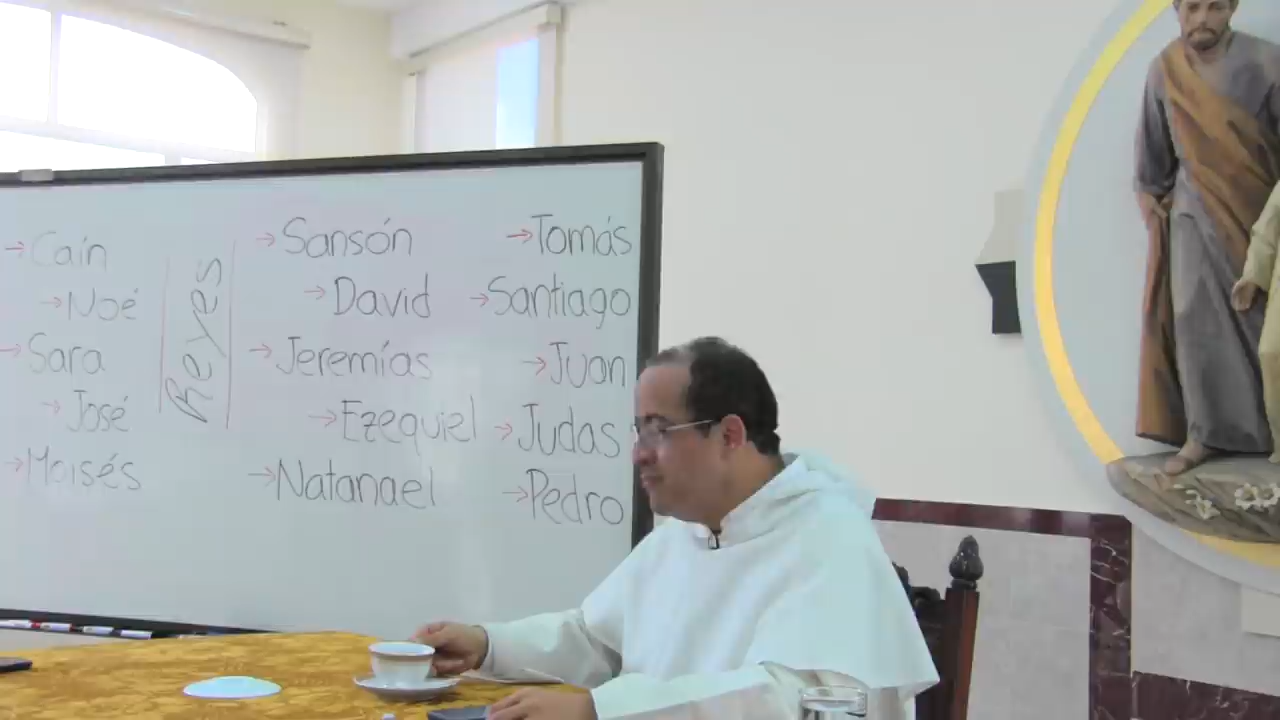 → Caín
→ Noé
→ Sara
→ José
→ Moisés
Reyes
→ Sansón
→ David
→ Jeremías
→ Ezequiel
→ Natanael
→ Tomás
→ Santiago
→ Juan
→ Judas
→ Pedro